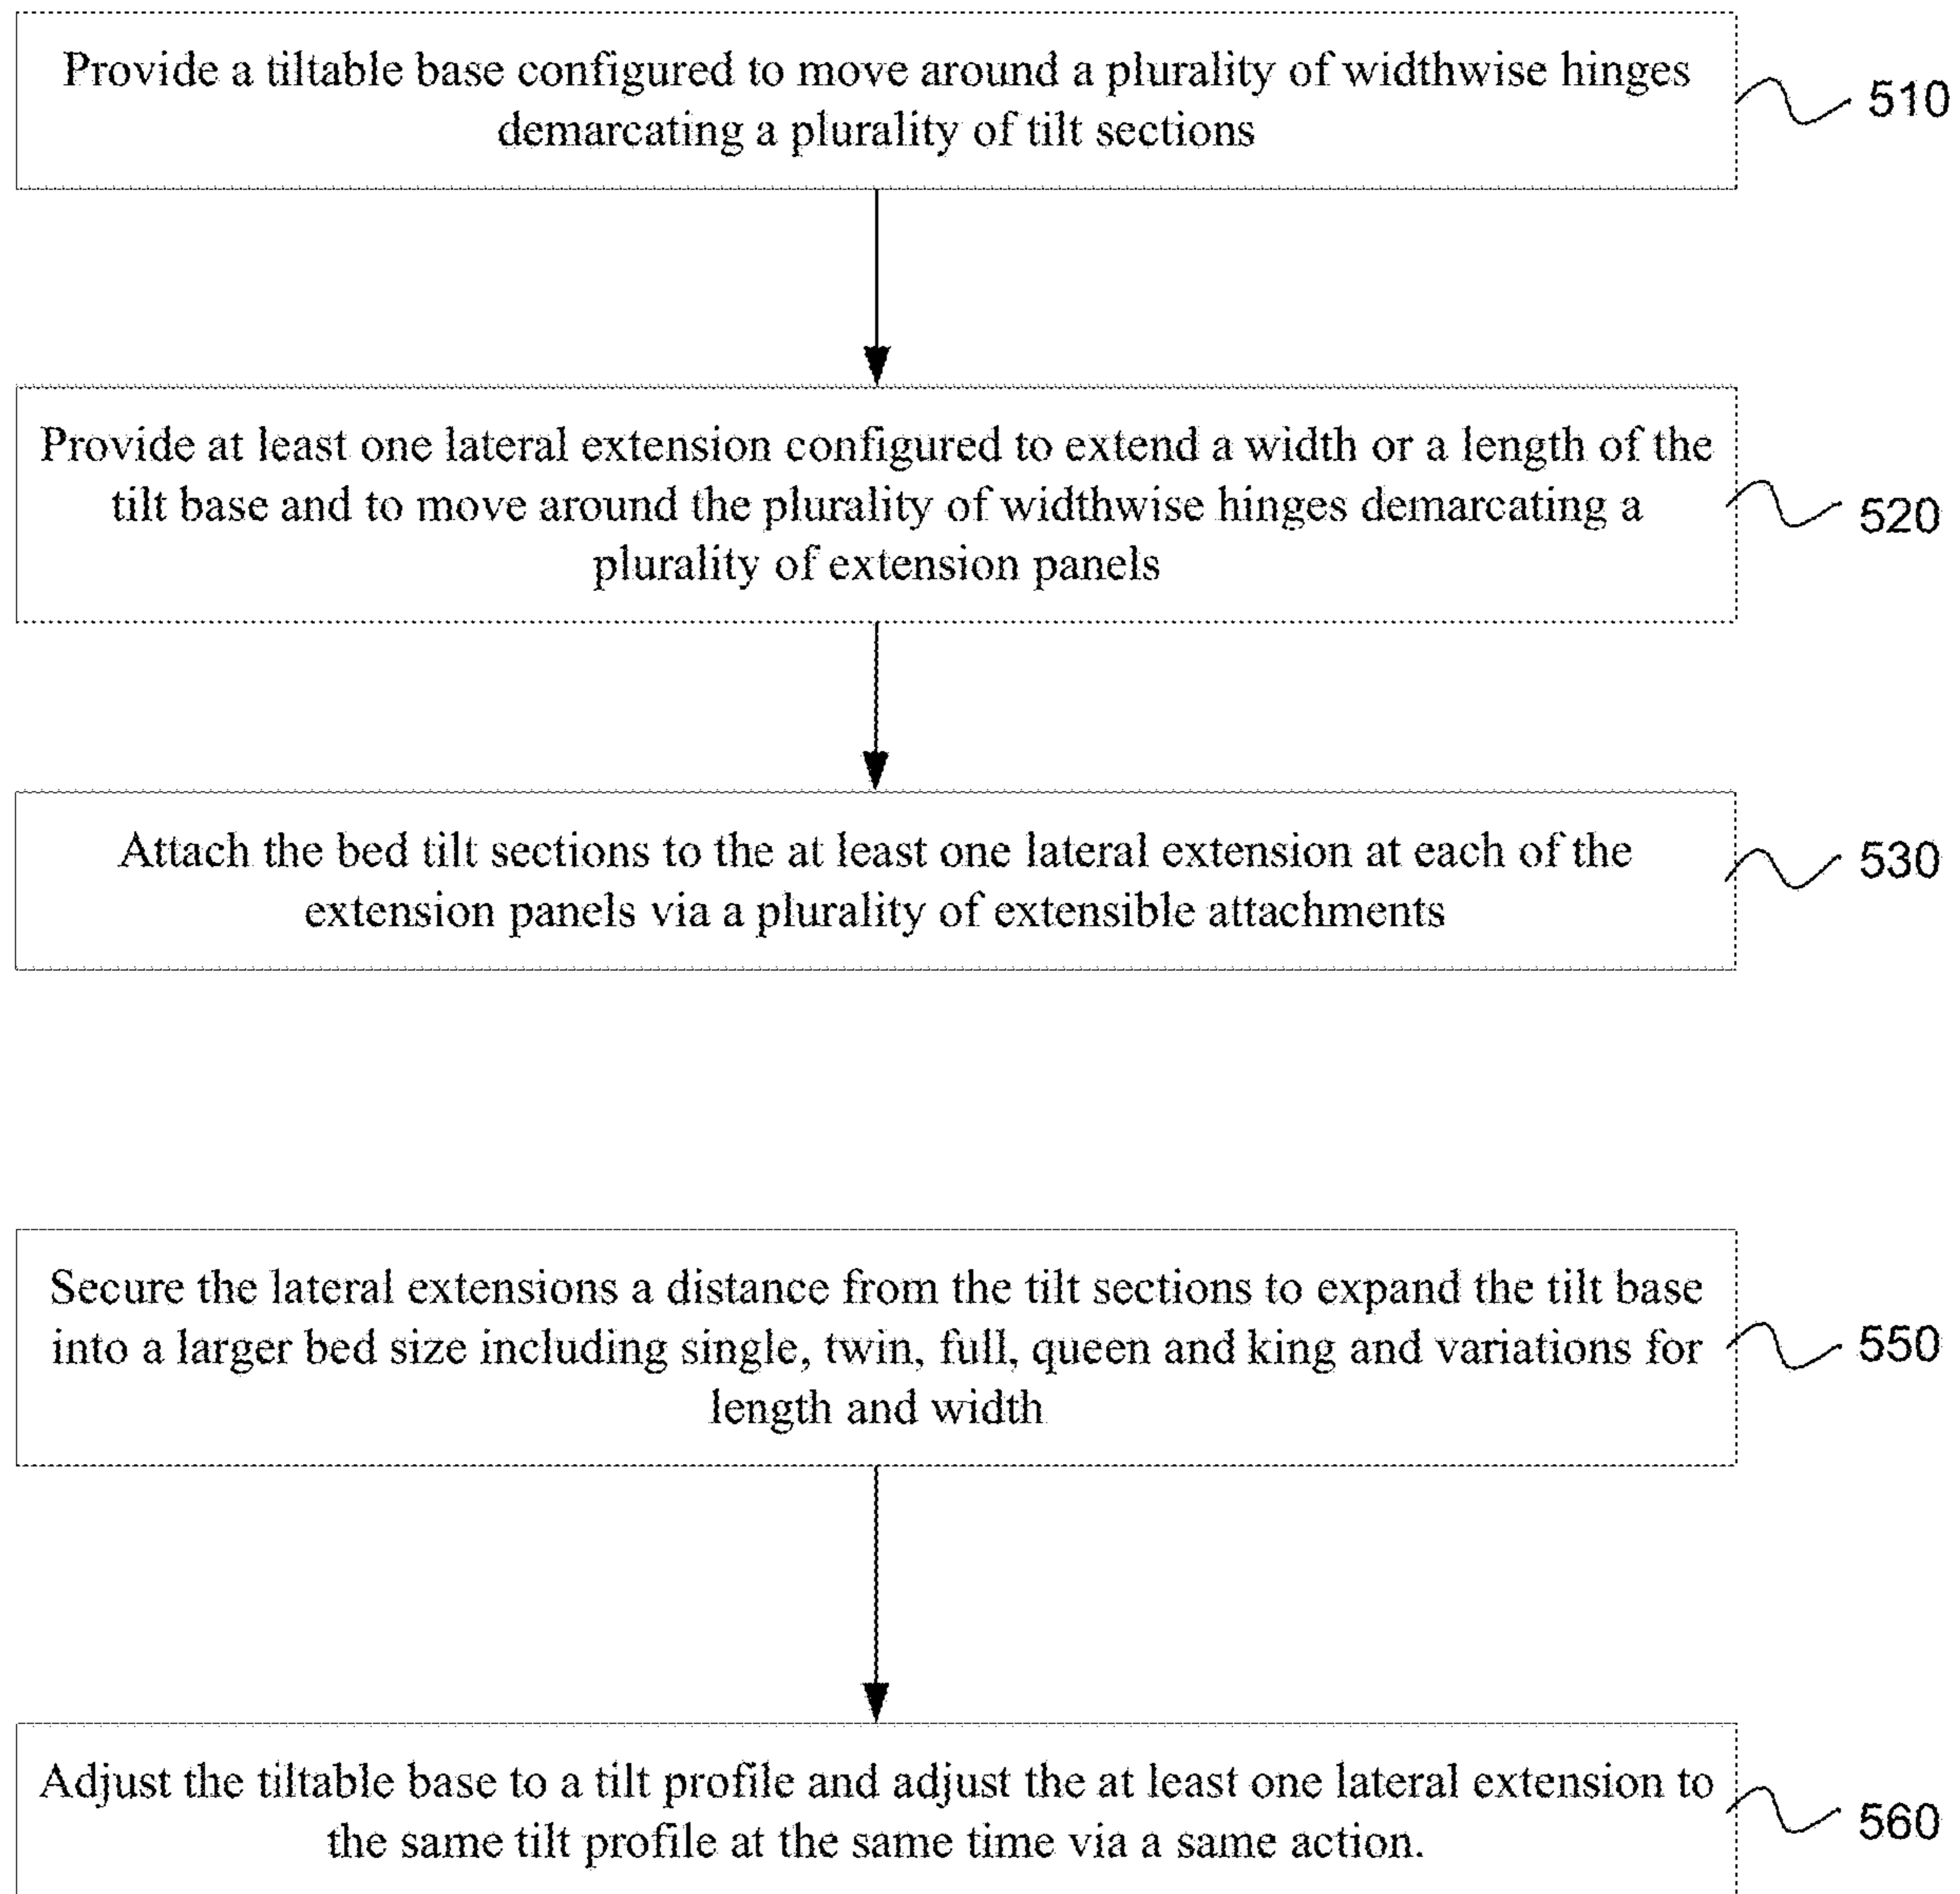 Provide a tiltable base configured to move around a plurality of widthwise hinges
demarcating a plurality of tilt sections
510
Provide at least one lateral extension configured to extend a width or a length of the
tilt base and to move around the plurality of widthwise hinges demarcating a
plurality of extension panels
520
Attach the bed tilt sections to the at least one lateral extension at each of the
extension panels via a plurality of extensible attachments
530
Secure the lateral extensions a distance from the tilt sections to expand the tilt base
into a larger bed size including single, twin, full, queen and king and variations for
length and width
550
Adjust the tiltable base to a tilt profile and adjust the at least one lateral extension to
the same tilt profile at the same time via a same action.
560